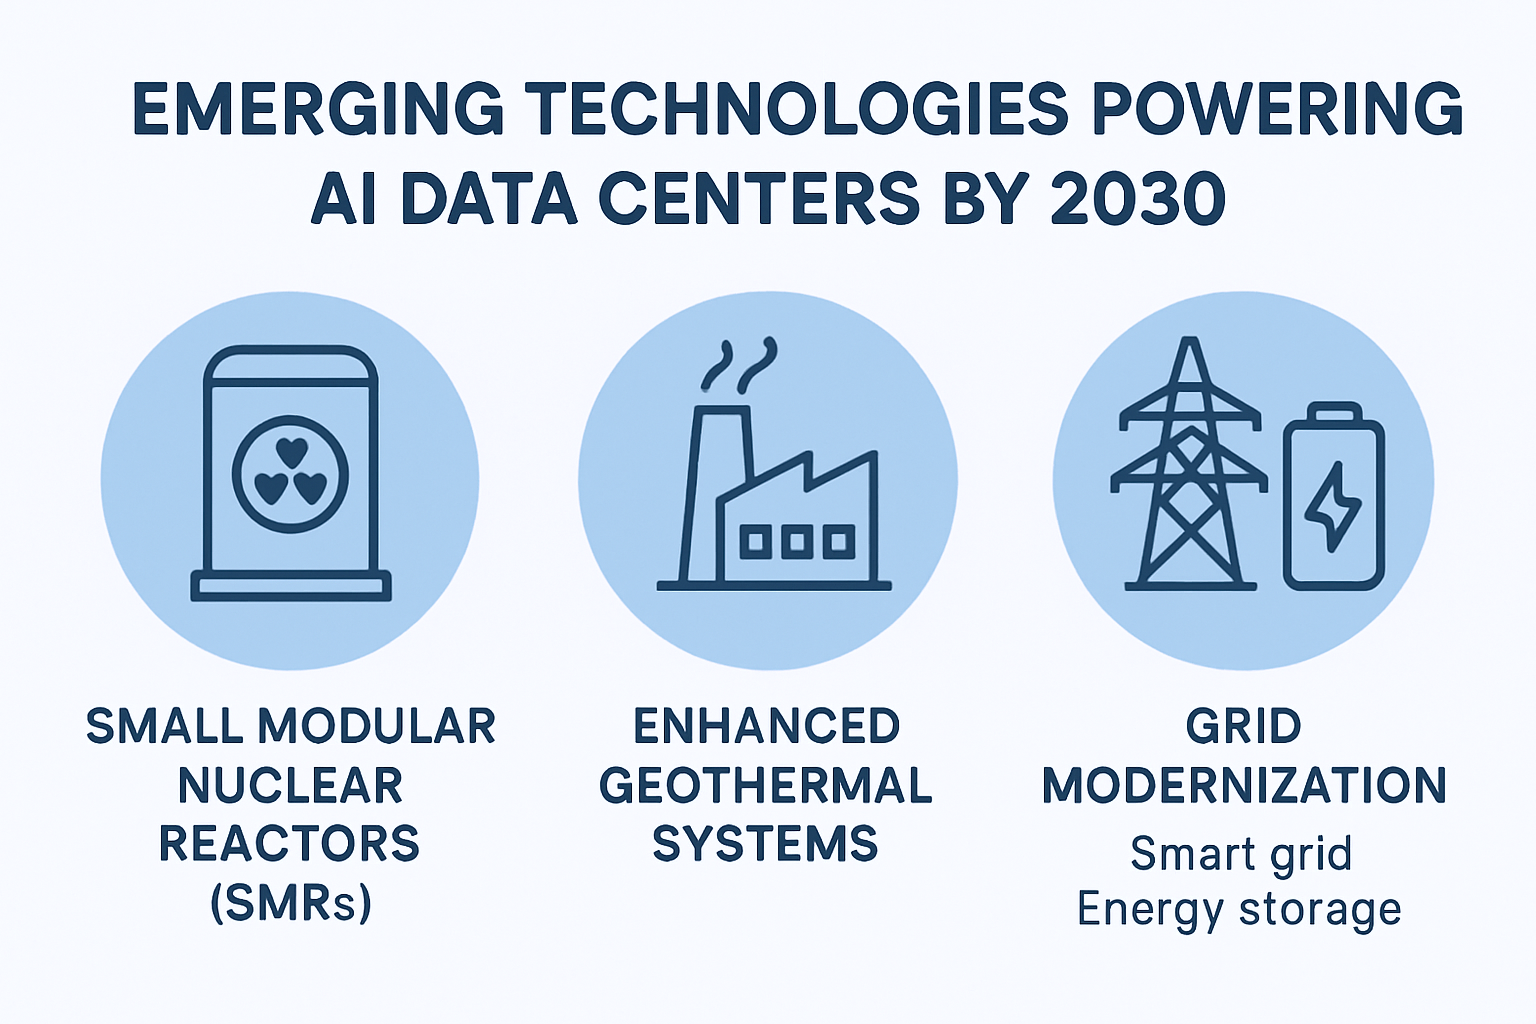 EMERGING TECHNOLOGIES POWERING
AI DATA CENTERS BY 2030
SMALL MODULAR
NUCLEAR
REACTORS
(SMRs)
ENHANCED
GEOTHERMAL
SYSTEMS
GRID
MODERNIZATION
Smart grid
Energy storage